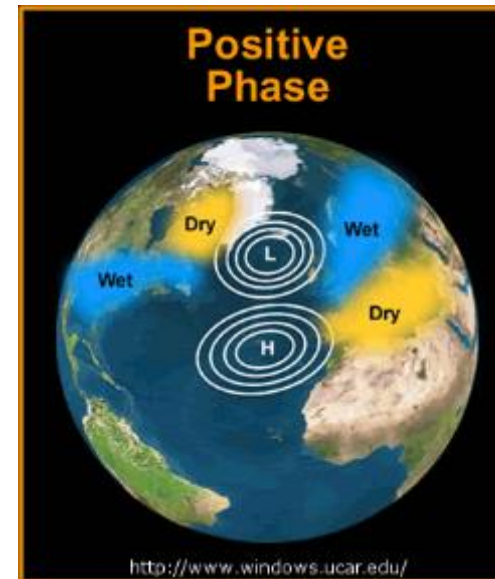 Positive
Phase
Dry
Wet
L
Wet
H
Dry
http://www.windows.ucar.edu/